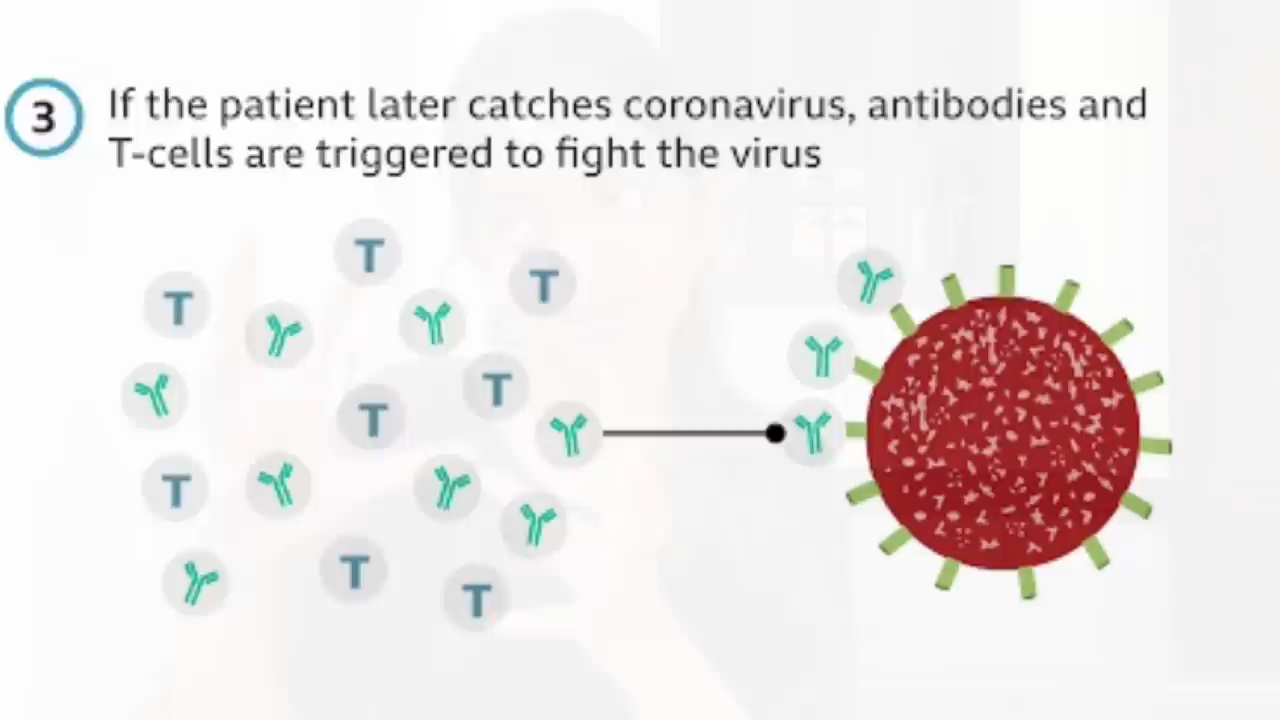 3
If the patient later catches coronavirus, antibodies and
T-cells are triggered to fight the virus
T
T
T
T
T
T
T
T